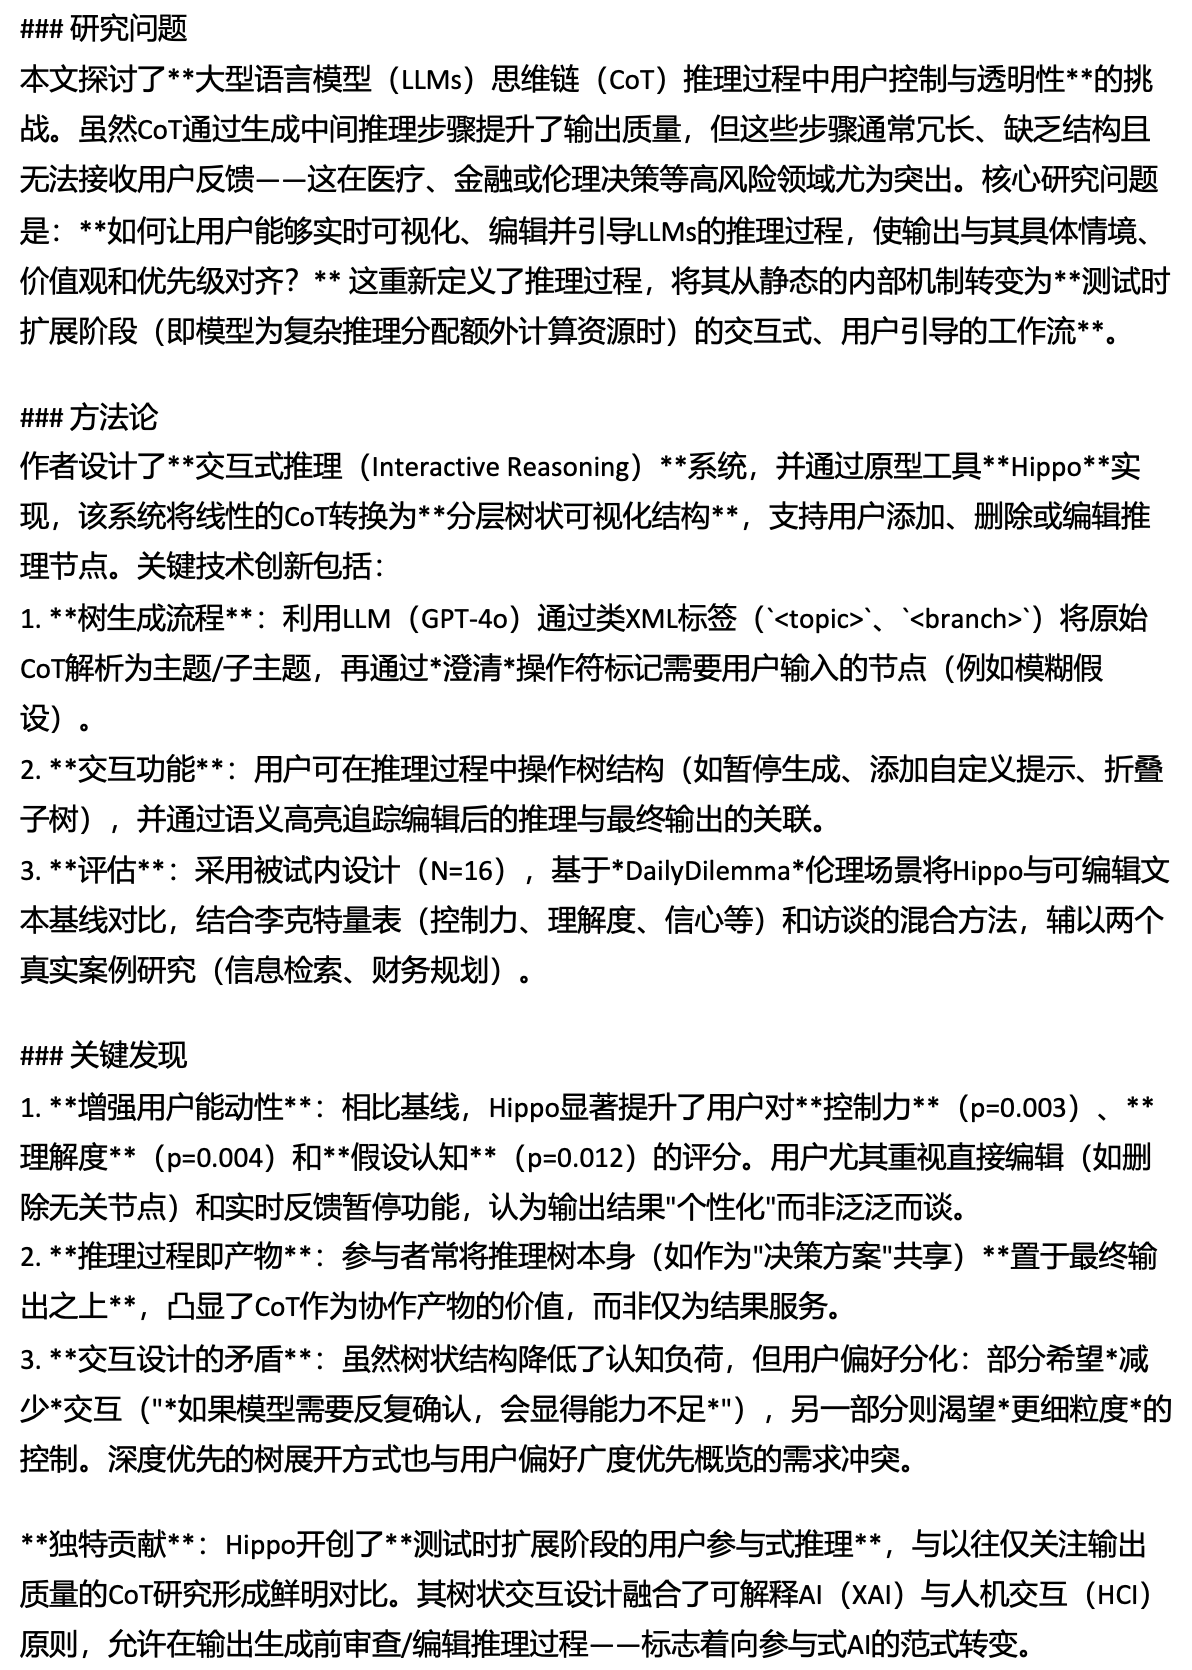 ### 研究问题
本文探讨了**大型语言模型（LLMs）思维链（CoT）推理过程中用户控制与透明性**的挑
战。虽然CoT通过生成中间推理步骤提升了输出质量，但这些步骤通常冗长、缺乏结构且
无法接收用户反馈——这在医疗、金融或伦理决策等高风险领域尤为突出。核心研究问题
是：**如何让用户能够实时可视化、编辑并引导LLMs的推理过程，使输出与其具体情境、
价值观和优先级对齐？** 这重新定义了推理过程，将其从静态的内部机制转变为**测试时
扩展阶段（即模型为复杂推理分配额外计算资源时）的交互式、用户引导的工作流**。
### 方法论
作者设计了**交互式推理（Interactive Reasoning）**系统，并通过原型工具**Hippo**实
现，该系统将线性的CoT转换为**分层树状可视化结构**，支持用户添加、删除或编辑推
理节点。关键技术创新包括：
1. **树生成流程**：利用LLM（GPT-4o）通过类XML标签（`<topic>`、`<branch>`）将原始
CoT解析为主题/子主题，再通过*澄清*操作符标记需要用户输入的节点（例如模糊假
设）。
2. **交互功能**：用户可在推理过程中操作树结构（如暂停生成、添加自定义提示、折叠
子树），并通过语义高亮追踪编辑后的推理与最终输出的关联。
3. **评估**：采用被试内设计（N=16），基于*DailyDilemma*伦理场景将Hippo与可编辑文
本基线对比，结合李克特量表（控制力、理解度、信心等）和访谈的混合方法，辅以两个
真实案例研究（信息检索、财务规划）。
### 关键发现
1. **增强用户能动性**：相比基线，Hippo显著提升了用户对**控制力**（p=0.003）、**
理解度**（p=0.004）和**假设认知**（p=0.012）的评分。用户尤其重视直接编辑（如删
除无关节点）和实时反馈暂停功能，认为输出结果"个性化"而非泛泛而谈。
2. **推理过程即产物**：参与者常将推理树本身（如作为"决策方案"共享）**置于最终输
出之上**，凸显了CoT作为协作产物的价值，而非仅为结果服务。
3. **交互设计的矛盾**：虽然树状结构降低了认知负荷，但用户偏好分化：部分希望*减
少*交互（"*如果模型需要反复确认，会显得能力不足*"），另一部分则渴望*更细粒度*的
控制。深度优先的树展开方式也与用户偏好广度优先概览的需求冲突。
**独特贡献**：Hippo开创了**测试时扩展阶段的用户参与式推理**，与以往仅关注输出
质量的CoT研究形成鲜明对比。其树状交互设计融合了可解释AI（XAI）与人机交互（HCI）
原则，允许在输出生成前审查/编辑推理过程——标志着向参与式AI的范式转变。